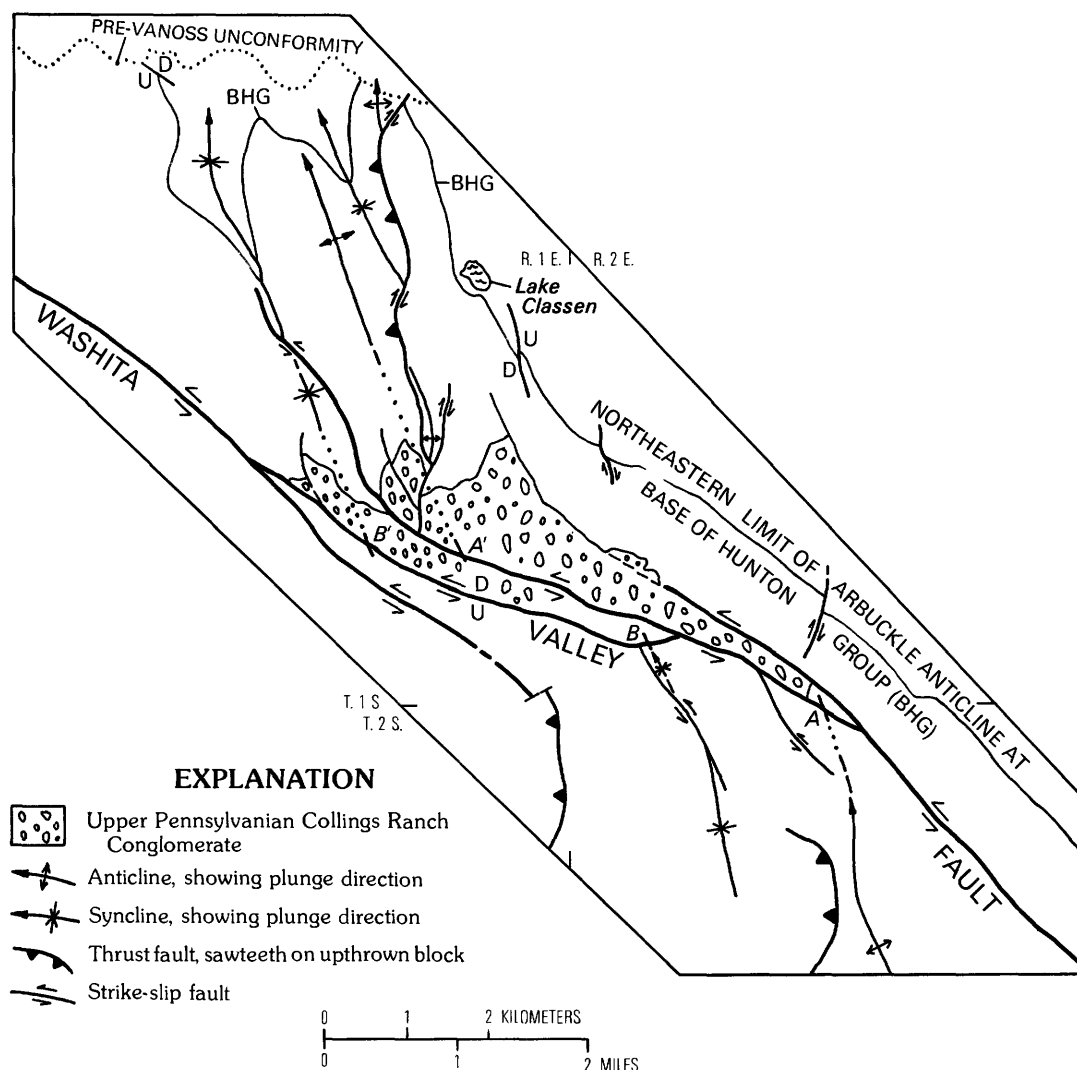 PRE-VANOSS UNCONFORMITY
D
U
BHG
BHG
R. 1 E. R. 2 E.
Lake
Classen
U
D
WASHITA
NORTHEASTERN LIMIT OF ARBUCKLE ANTICLINE AT
BASE OF HUNTON GROUP (BHG)
B'
A'
D
U
VALLEY
B
A
FAULT
T. 1 S
T. 2 S.
EXPLANATION
Upper Pennsylvanian Collings Ranch
Conglomerate
Anticline, showing plunge direction
Syncline, showing plunge direction
Thrust fault, sawteeth on upthrown block
Strike-slip fault
0 1 2 KILOMETERS
0 1 2 MILES